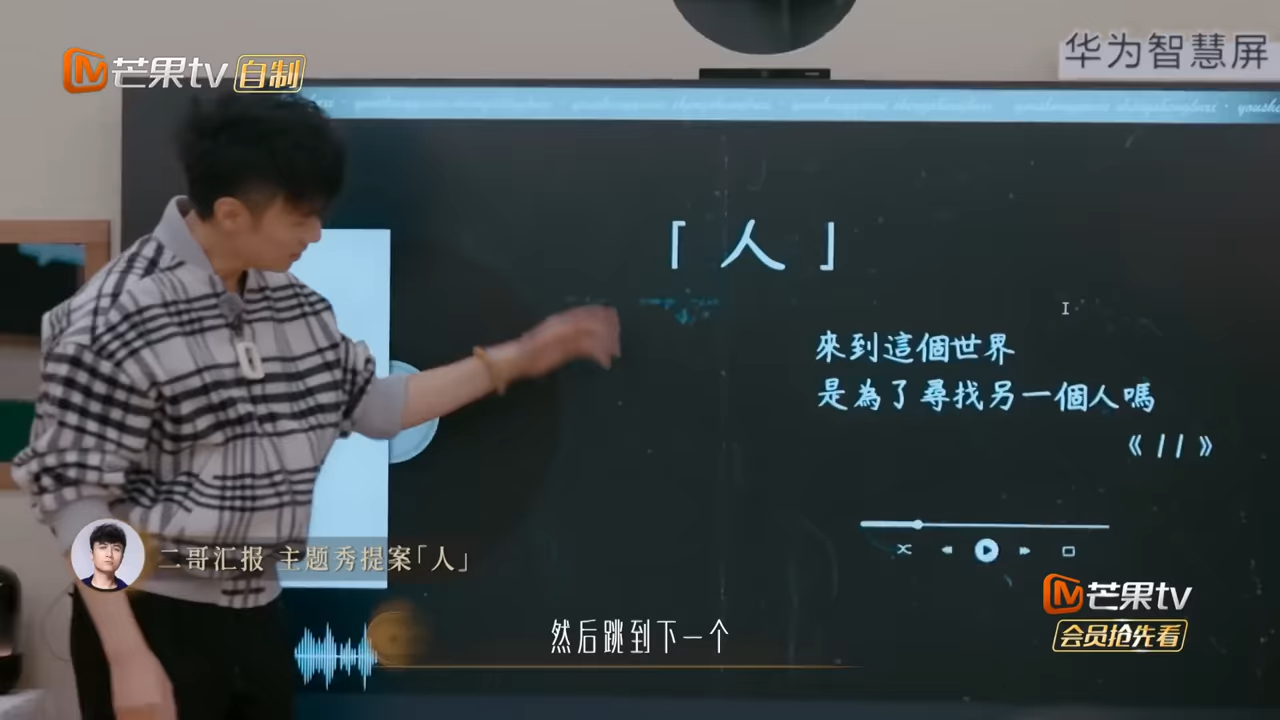 芒果tv 自制
华为智慧屏
「人」
來到這個世界
是為了尋找另一個人嗎
《 / / 》
二哥汇报 主题秀提案「人」
然后跳到下一个
芒果tv
会员抢先看